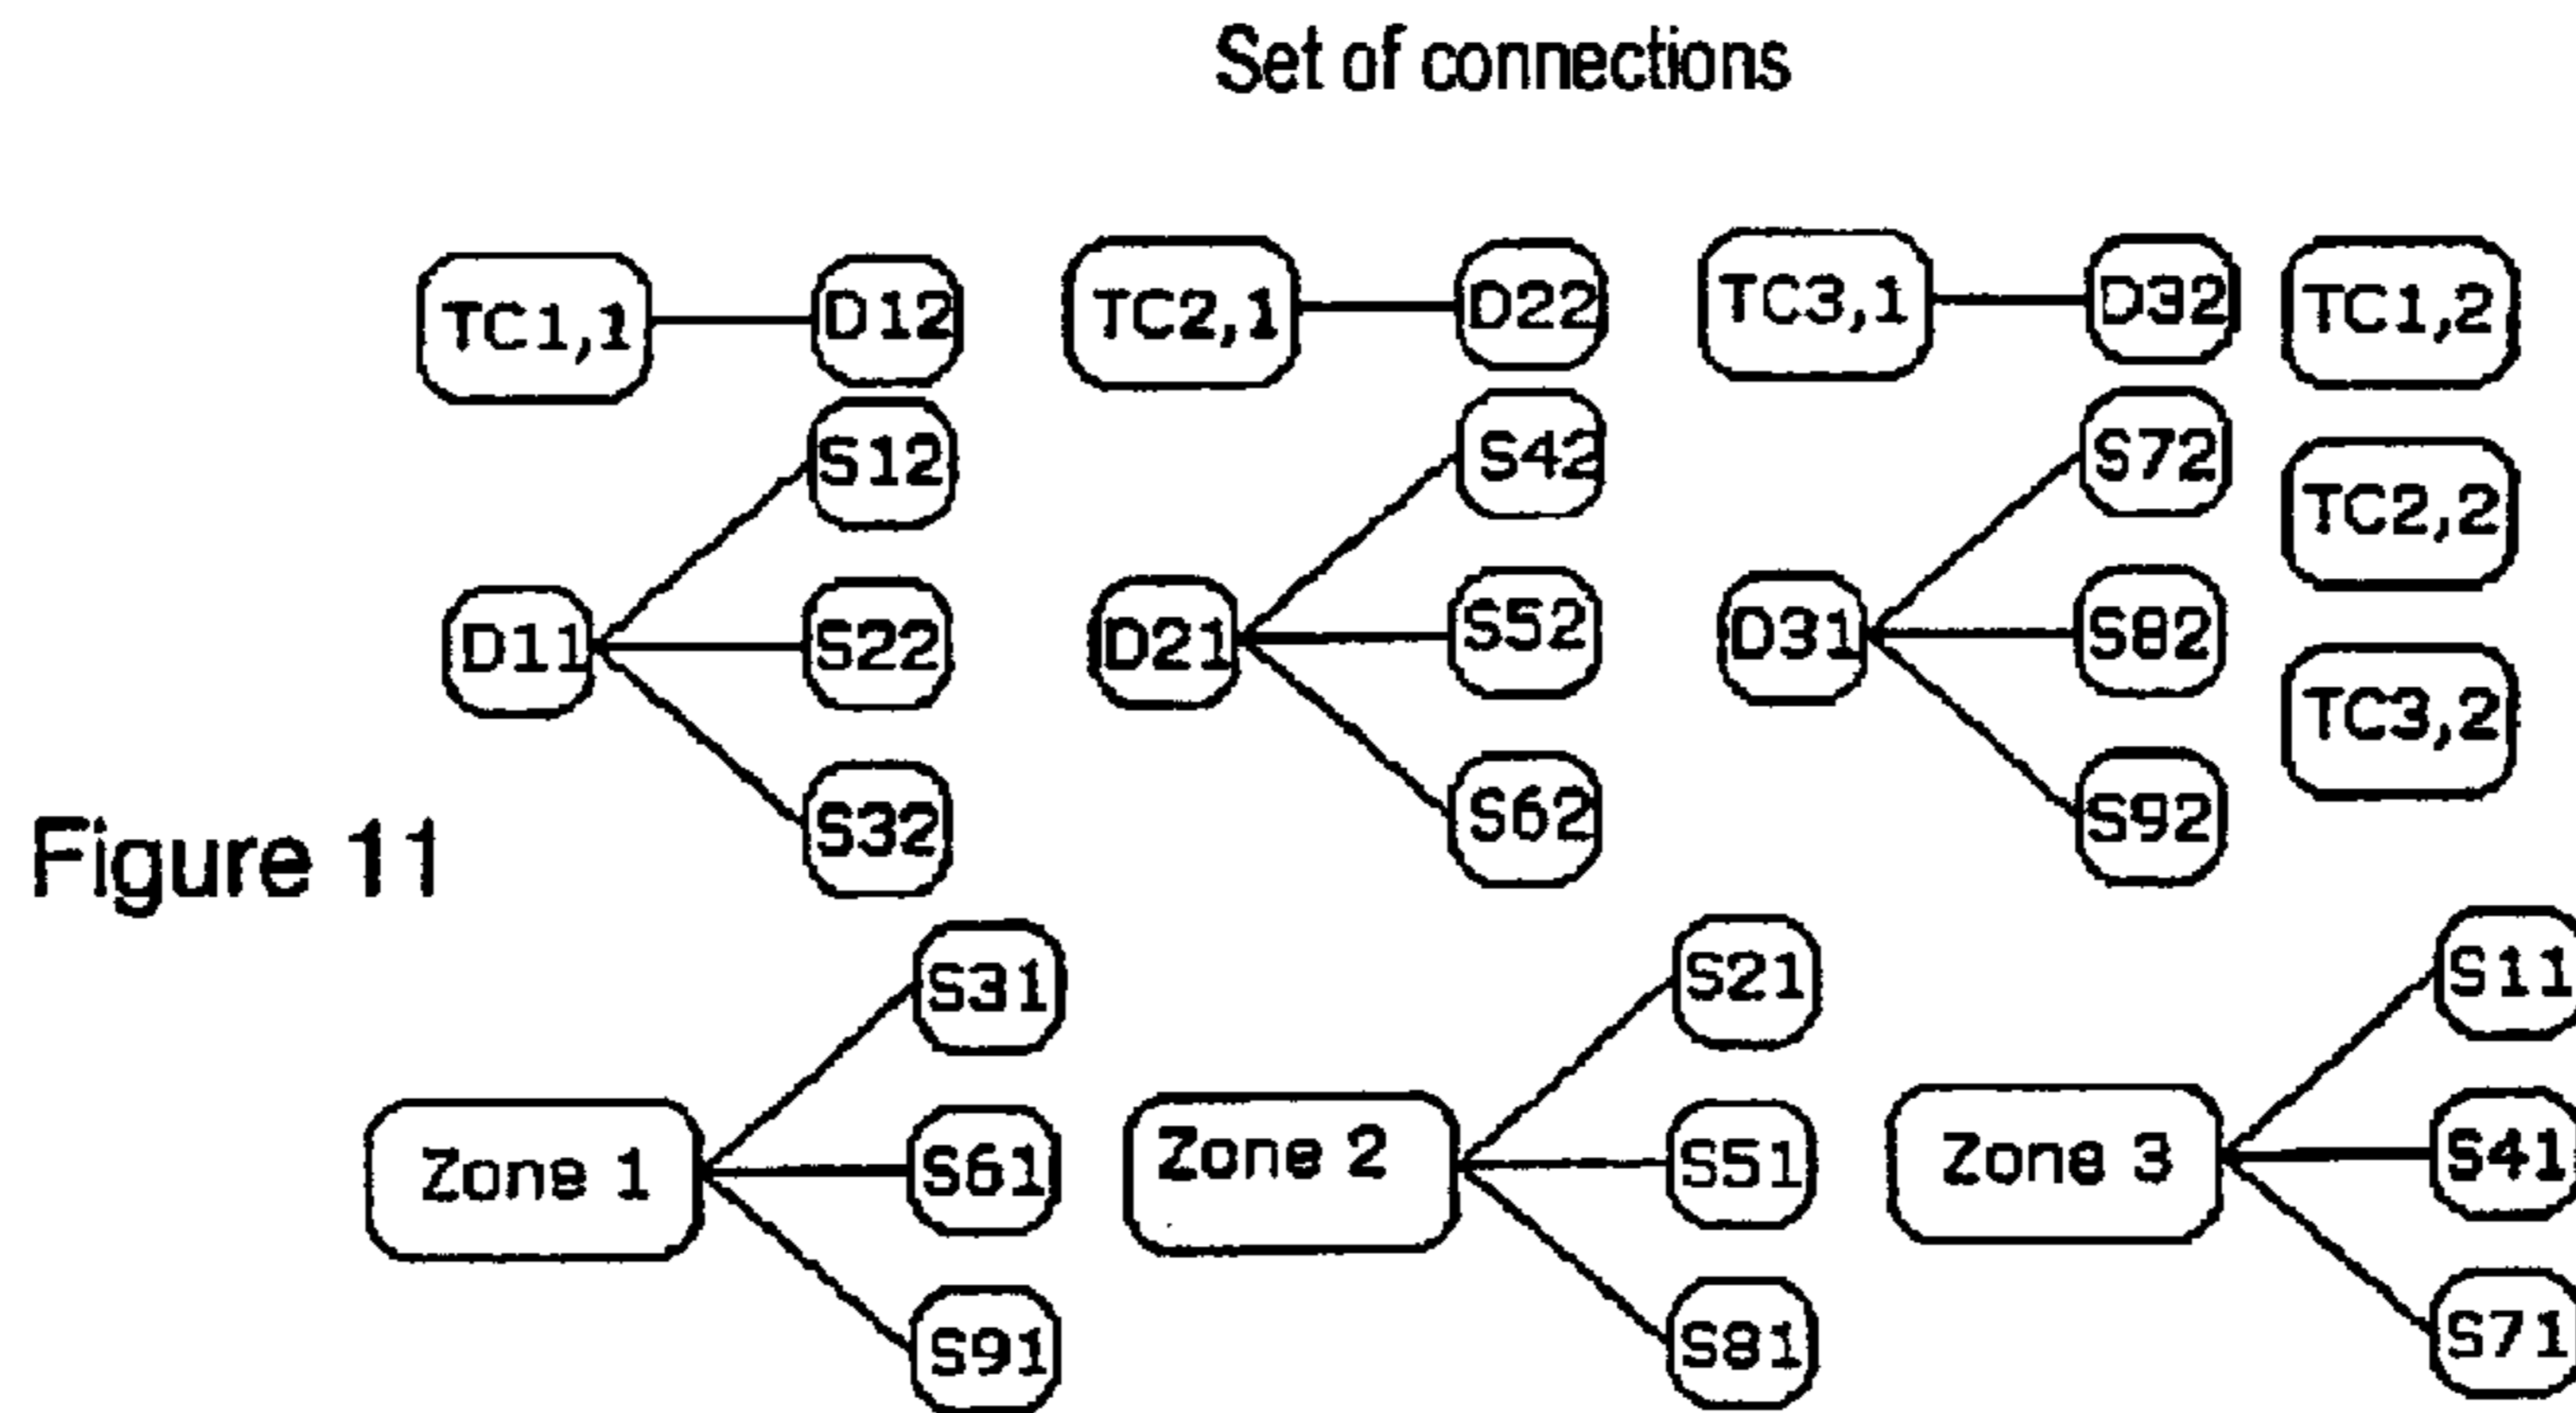 Set of connections
TC1,1
D12
TC2,1
D22
TC3,1
D32
TC1,2
S12
S42
S72
TC2,2
D11
S22
D21
S52
D31
S82
TC3,2
S32
S62
S92
Figure 11
S31
S21
S11
Zone 1
S61
Zone 2
S51
Zone 3
S41
S91
S81
S71